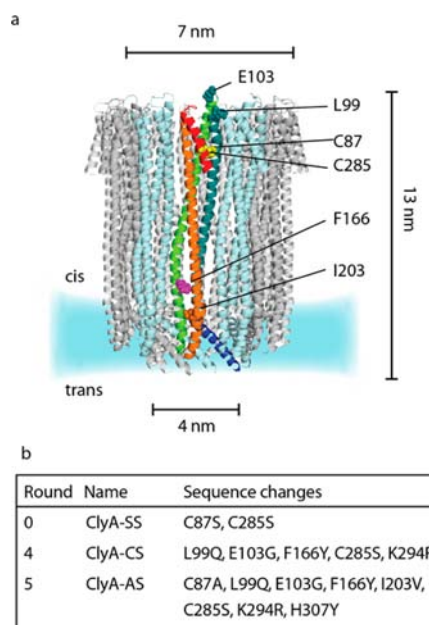 a
7 nm
E103
L99
C87
C285
13 nm
F166
cis
I203
trans
4 nm
b
Round Name Sequence changes
0 ClyA-SS C87S, C285S
4 ClyA-CS L99Q, E103G, F166Y, C285S, K294R
5 ClyA-AS C87A, L99Q, E103G, F166Y, I203V,
C285S, K294R, H307Y